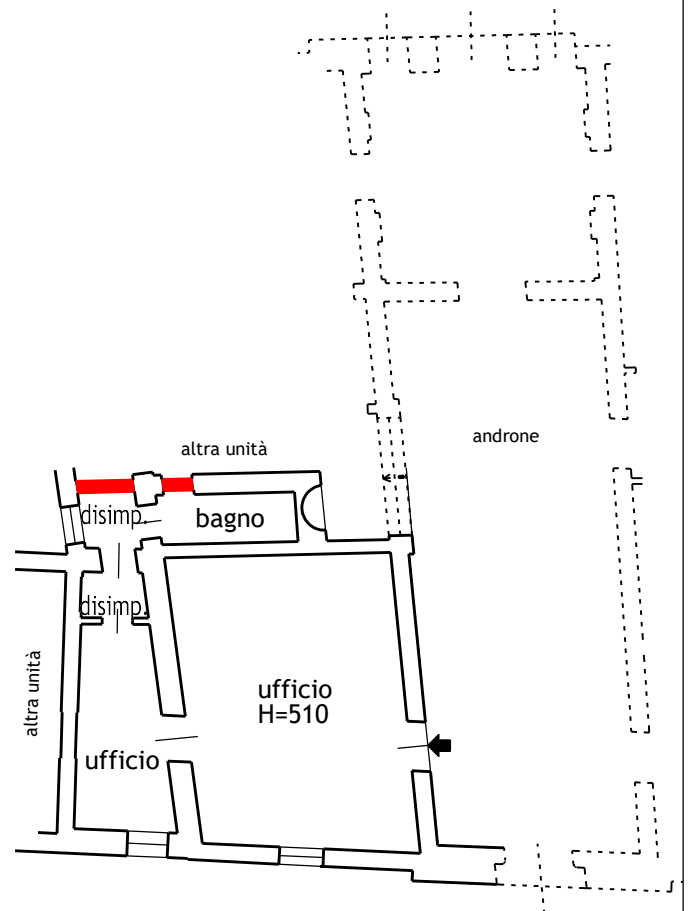 androne
altra unità
disimp.
bagno
disimp.
altra unità
ufficio
H=510
ufficio